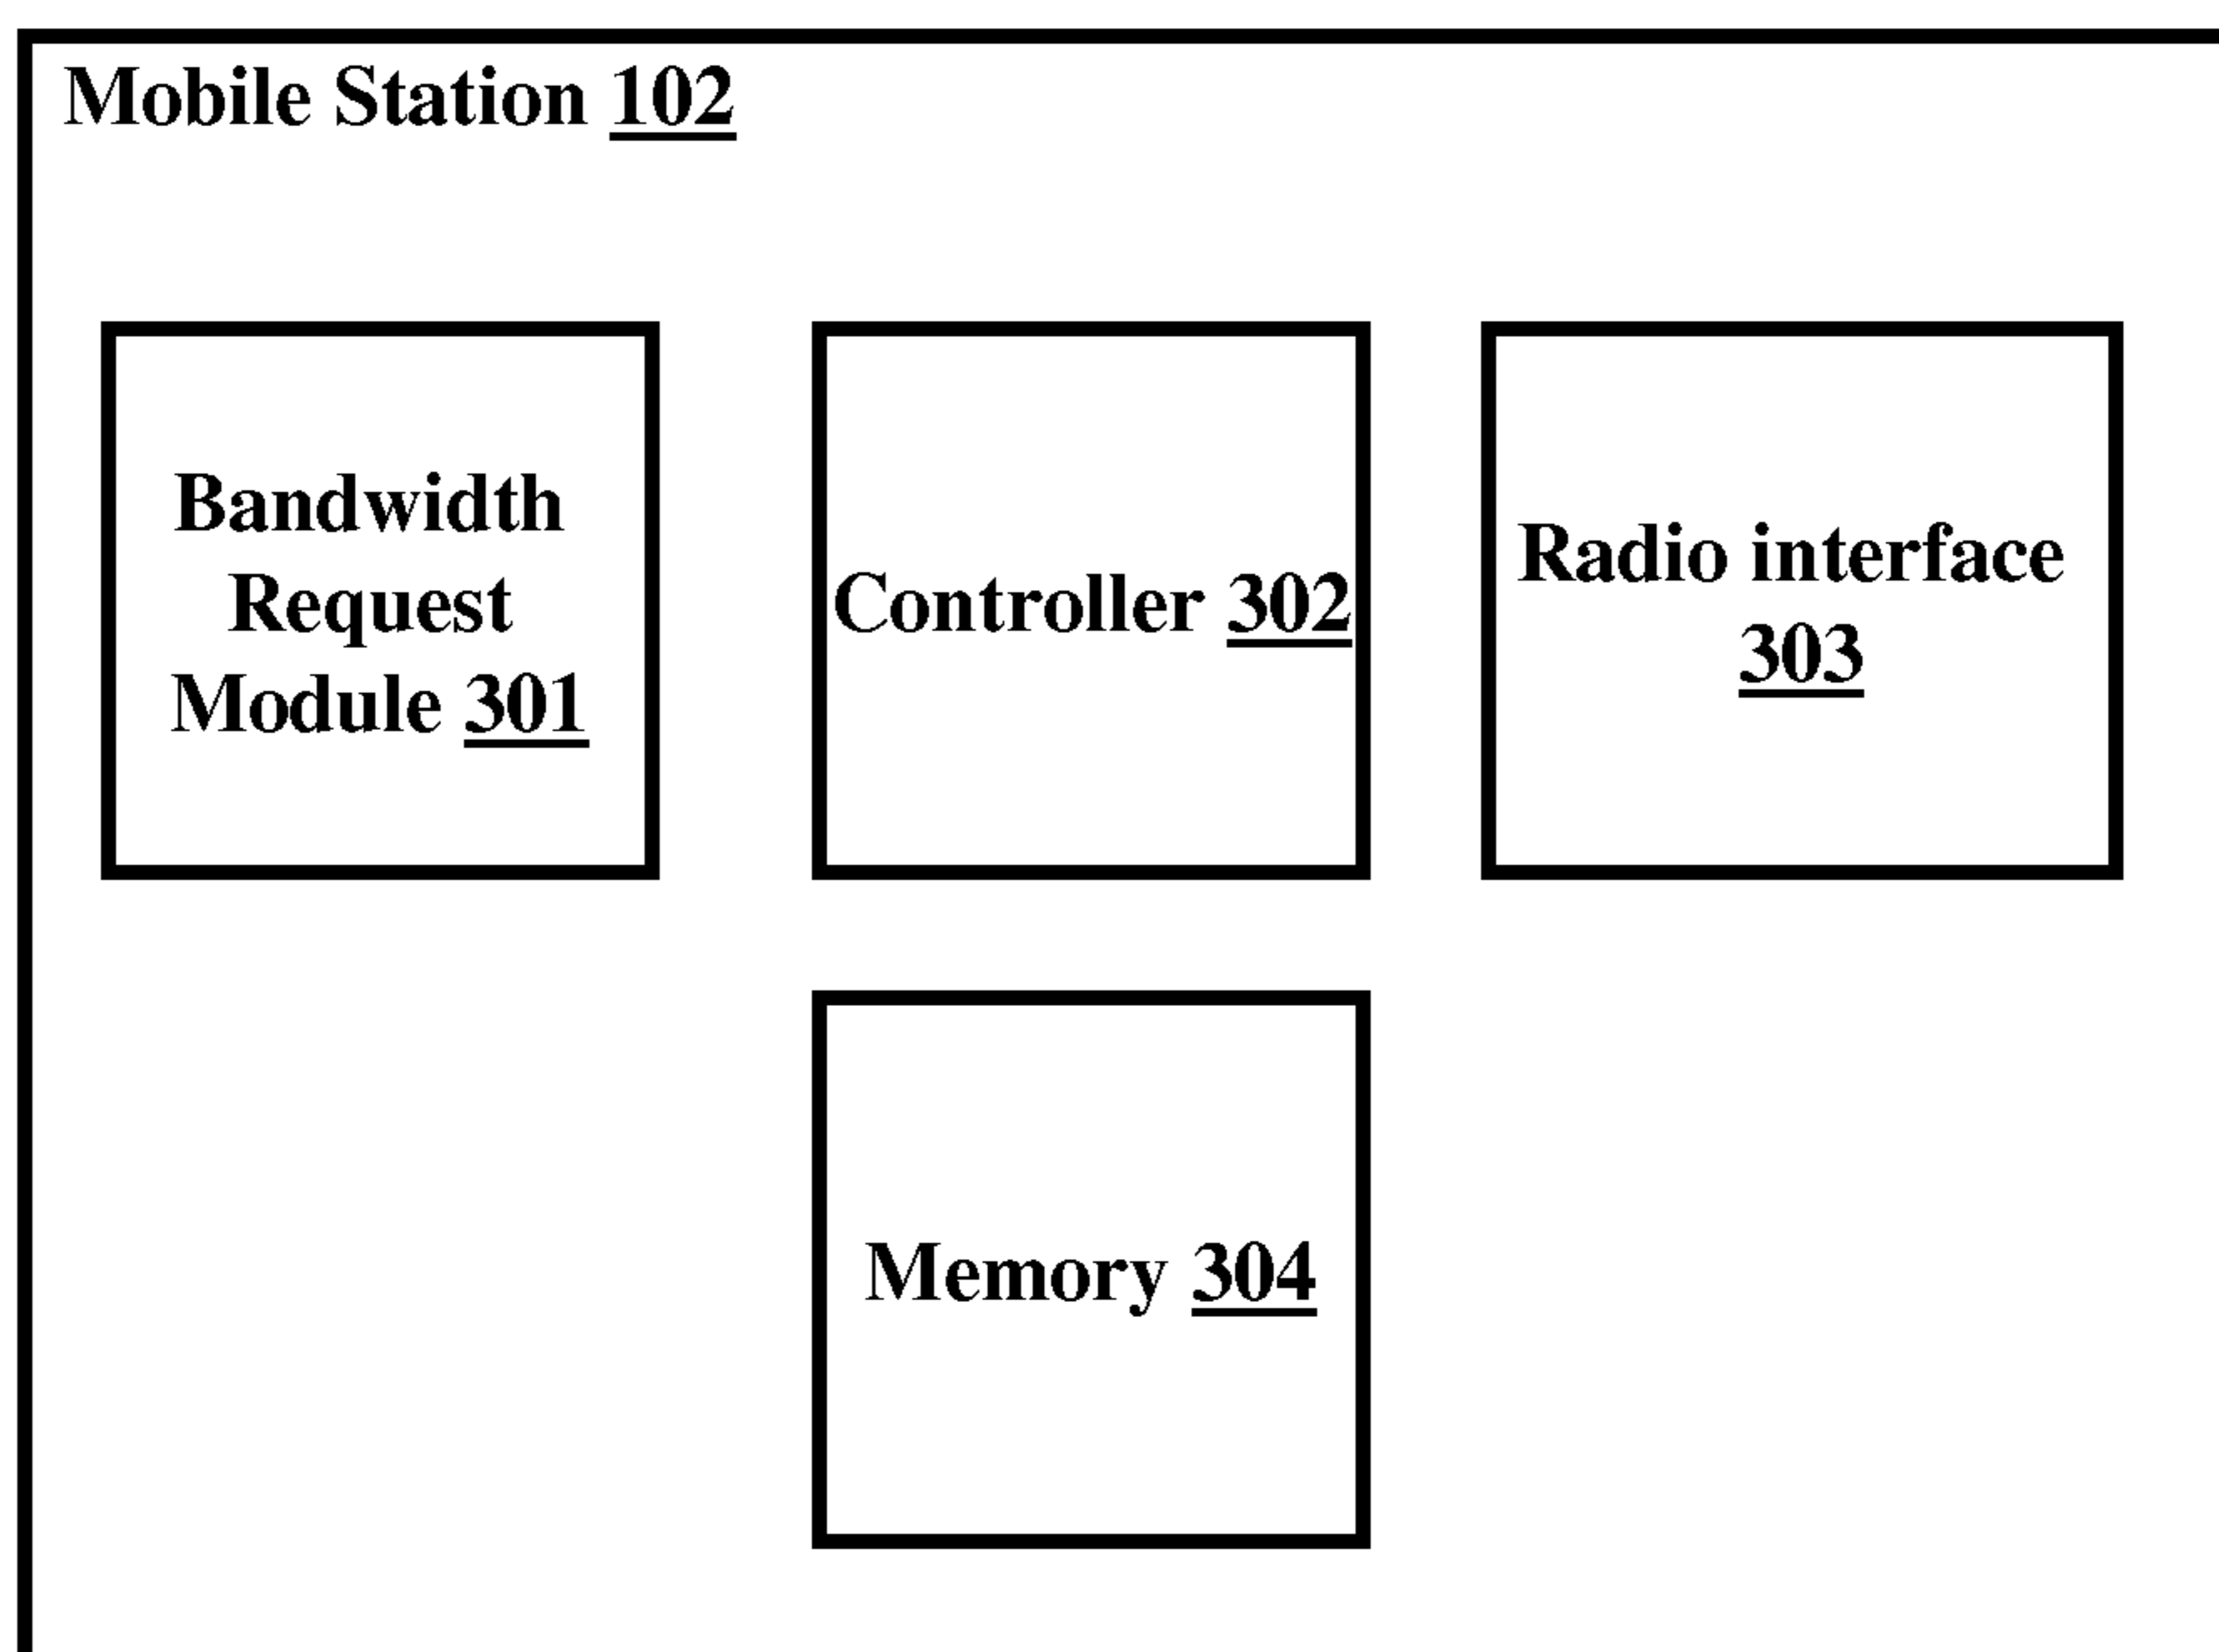 Mobile Station 102
Bandwidth
Request
Module 301
Controller 302
Radio interface
303
Memory 304